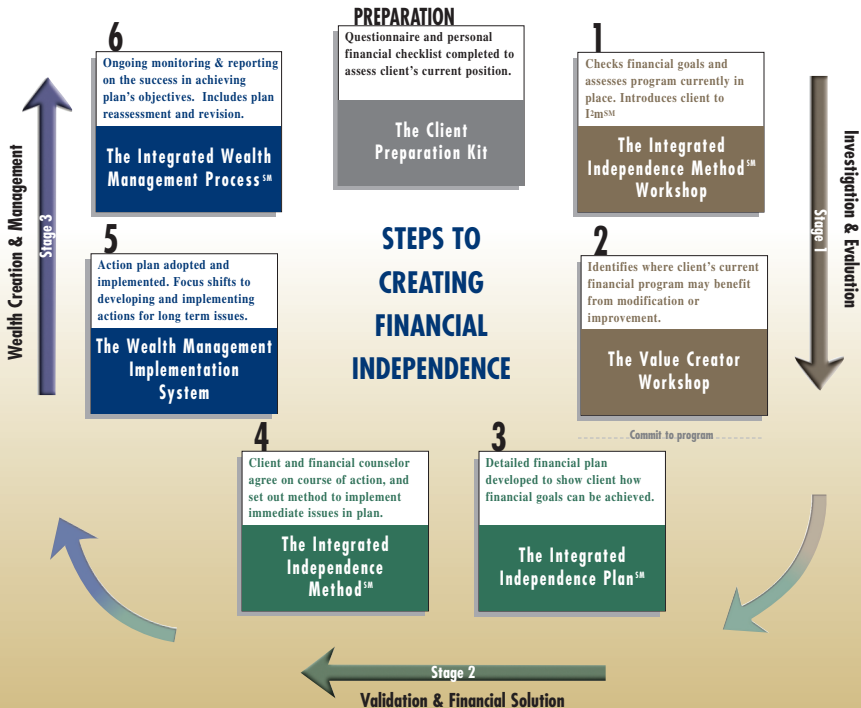 PREPARATION
Questionnaire and personal
financial checklist completed to
assess client's current position.
The Client
Preparation Kit
1
Checks financial goals and
assesses program currently in
place. Introduces client to
I2mSM
The Integrated
Independence Method℠
Workshop
Investigation & Evaluation
Stage 1
2
Identifies where client's current
financial program may benefit
from modification or
improvement.
The Value Creator
Workshop
Commit to program
3
Detailed financial plan
developed to show client how
financial goals can be achieved.
The Integrated
Independence Plan℠
4
Client and financial counselor
agree on course of action, and
set out method to implement
immediate issues in plan.
The Integrated
Independence
Method℠
Stage 2
Validation & Financial Solution
5
Action plan adopted and
implemented. Focus shifts to
developing and implementing
actions for long term issues.
The Wealth Management
Implementation
System
6
Ongoing monitoring & reporting
on the success in achieving
plan's objectives. Includes plan
reassessment and revision.
The Integrated Wealth
Management Process℠
Stage 3
Wealth Creation & Management
STEPS TO
CREATING
FINANCIAL
INDEPENDENCE